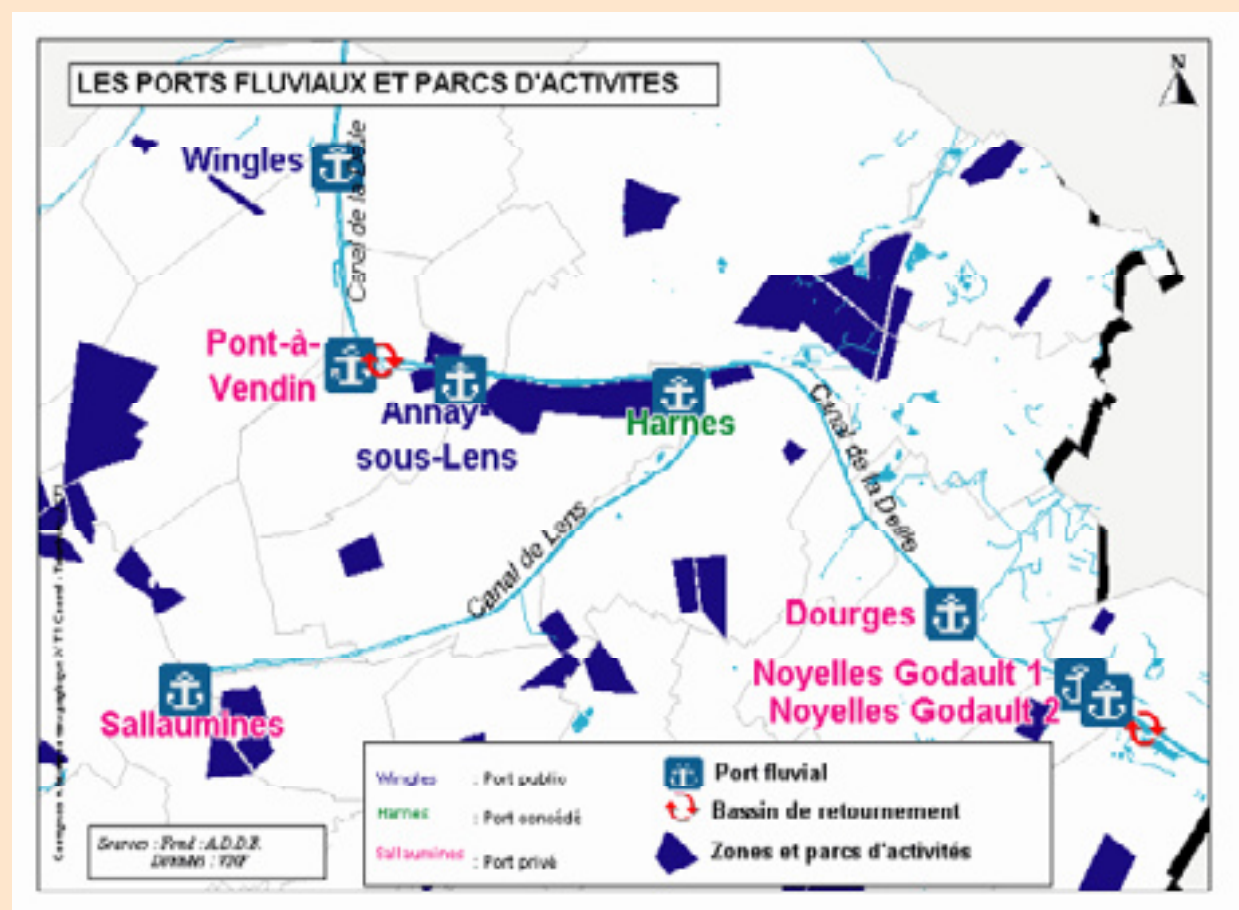 LES PORTS FLUVIAUX ET PARCS D'ACTIVITES
N
Wingles
Canal de la
Pont-à-
Vendin
Annay-
sous-Lens
Harnes
Canal de la Deûle
Canal de Lens
Dourges
Noyelles Godault 1
Noyelles Godault 2
Sallaumines
Wingles : Port public
Harnes : Port concédé
Sallaumines : Port privé
Port fluvial
Bassin de retournement
Zones et parcs d'activités
Sources : Fond :